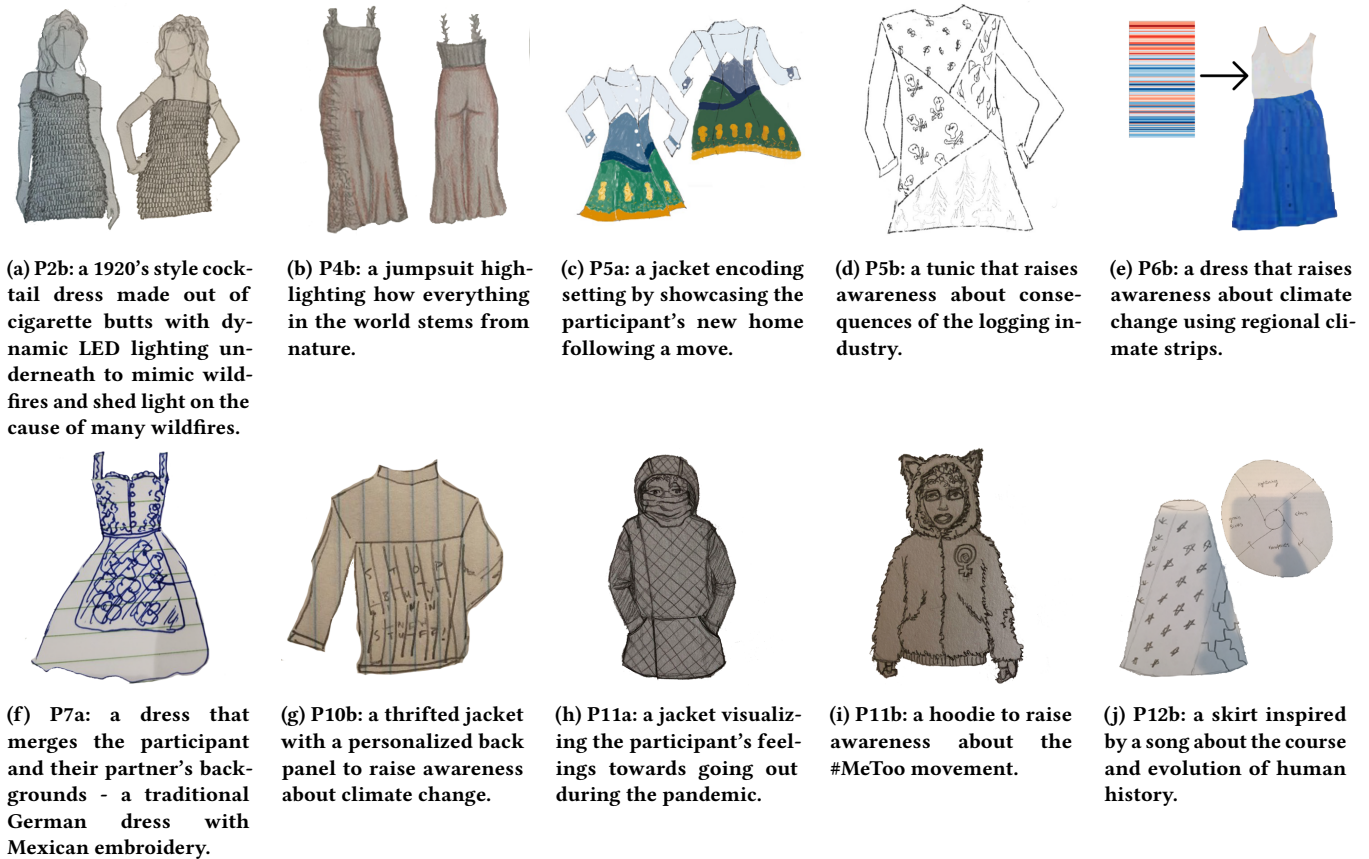 (a) P2b: a 1920's style cock-
tail dress made out of
cigarette butts with dy-
namic LED lighting un-
derneath to mimic wild-
fires and shed light on the
cause of many wildfires.
(b) P4b: a jumpsuit high-
lighting how everything
in the world stems from
nature.
(c) P5a: a jacket encoding
setting by showcasing the
participant's new home
following a move.
(d) P5b: a tunic that raises
awareness about conse-
quences of the logging in-
dustry.
(e) P6b: a dress that raises
awareness about climate
change using regional cli-
mate strips.
(f) P7a: a dress that
merges the participant
and their partner's back-
grounds - a traditional
German dress with
Mexican embroidery.
(g) P10b: a thrifted jacket
with a personalized back
panel to raise awareness
about climate change.
(h) P11a: a jacket visualiz-
ing the participant's feel-
ings towards going out
during the pandemic.
(i) P11b: a hoodie to raise
awareness about the
#MeToo movement.
(j) P12b: a skirt inspired
by a song about the course
and evolution of human
history.